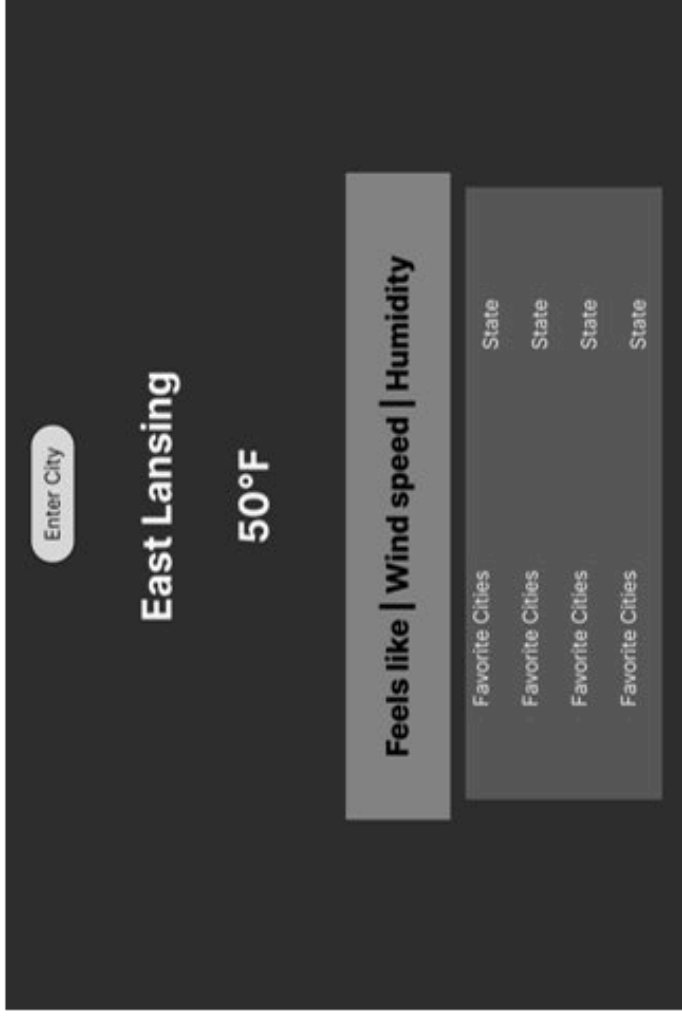 Enter City
East Lansing
50°F
Feels like | Wind speed | Humidity
Favorite Cities State
Favorite Cities State
Favorite Cities State
Favorite Cities State